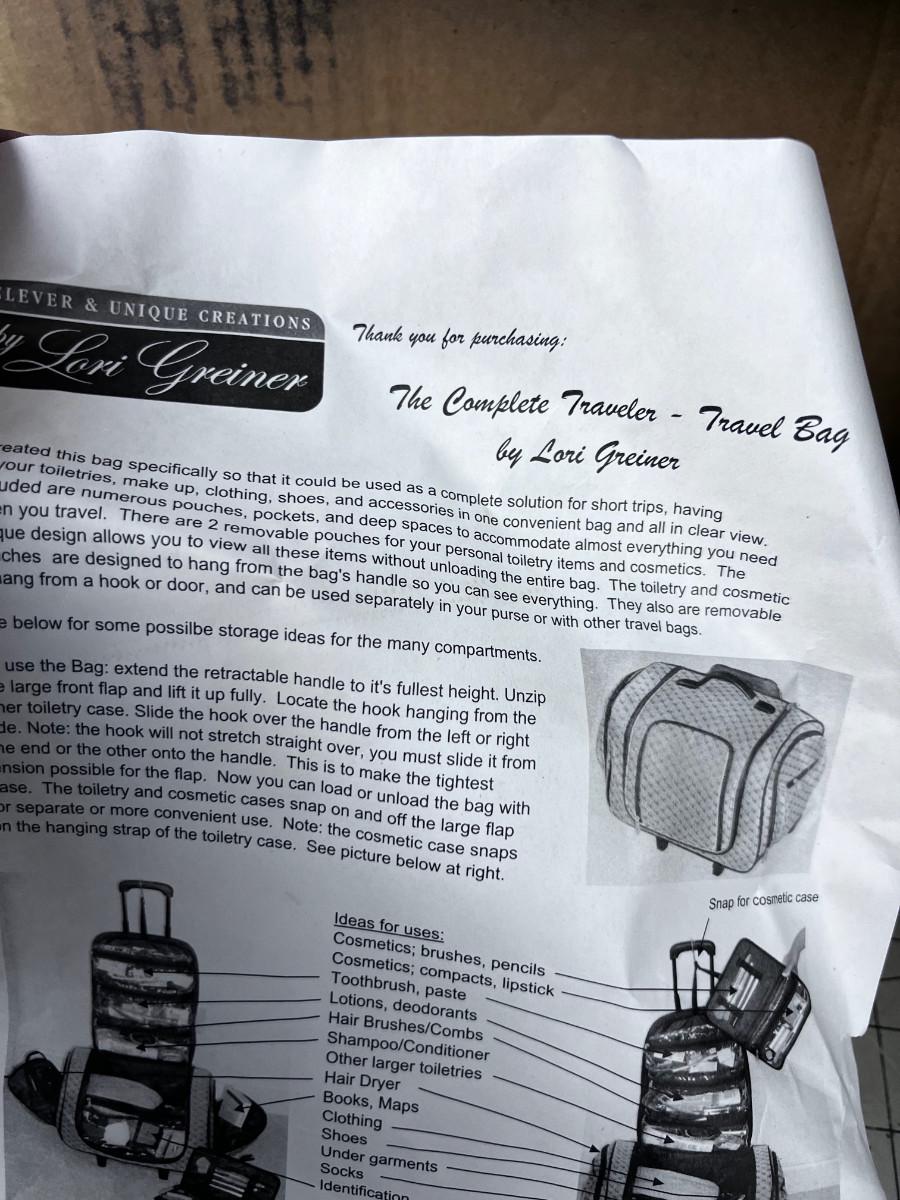 CLEVER & UNIQUE CREATIONS
by Lori Greiner
Thank you for purchasing:
The Complete Traveler - Travel Bag
by Lori Greiner
reated this bag specifically so that it could be used as a complete solution for short trips, having
your toiletries, make up, clothing, shoes, and accessories in one convenient bag and all in clear view.
uded are numerous pouches, pockets, and deep spaces to accommodate almost everything you need
en you travel. There are 2 removable pouches for your personal toiletry items and cosmetics. The
que design allows you to view all these items without unloading the entire bag. The toiletry and cosmetic
ches are designed to hang from the bag's handle so you can see everything. They also are removable
ang from a hook or door, and can be used separately in your purse or with other travel bags.
e below for some possilbe storage ideas for the many compartments.
use the Bag: extend the retractable handle to it's fullest height. Unzip
e large front flap and lift it up fully. Locate the hook hanging from the
ner toiletry case. Slide the hook over the handle from the left or right
de. Note: the hook will not stretch straight over, you must slide it from
ne end or the other onto the handle. This is to make the tightest
ension possible for the flap. Now you can load or unload the bag with
ase. The toiletry and cosmetic cases snap on and off the large flap
or separate or more convenient use. Note: the cosmetic case snaps
on the hanging strap of the toiletry case. See picture below at right.
Snap for cosmetic case
Ideas for uses:
Cosmetics; brushes, pencils
Cosmetics; compacts, lipstick
Toothbrush, paste
Lotions, deodorants
Hair Brushes/Combs
Shampoo/Conditioner
Other larger toiletries
Hair Dryer
Books, Maps
Clothing
Shoes
Under garments
Socks
Identification